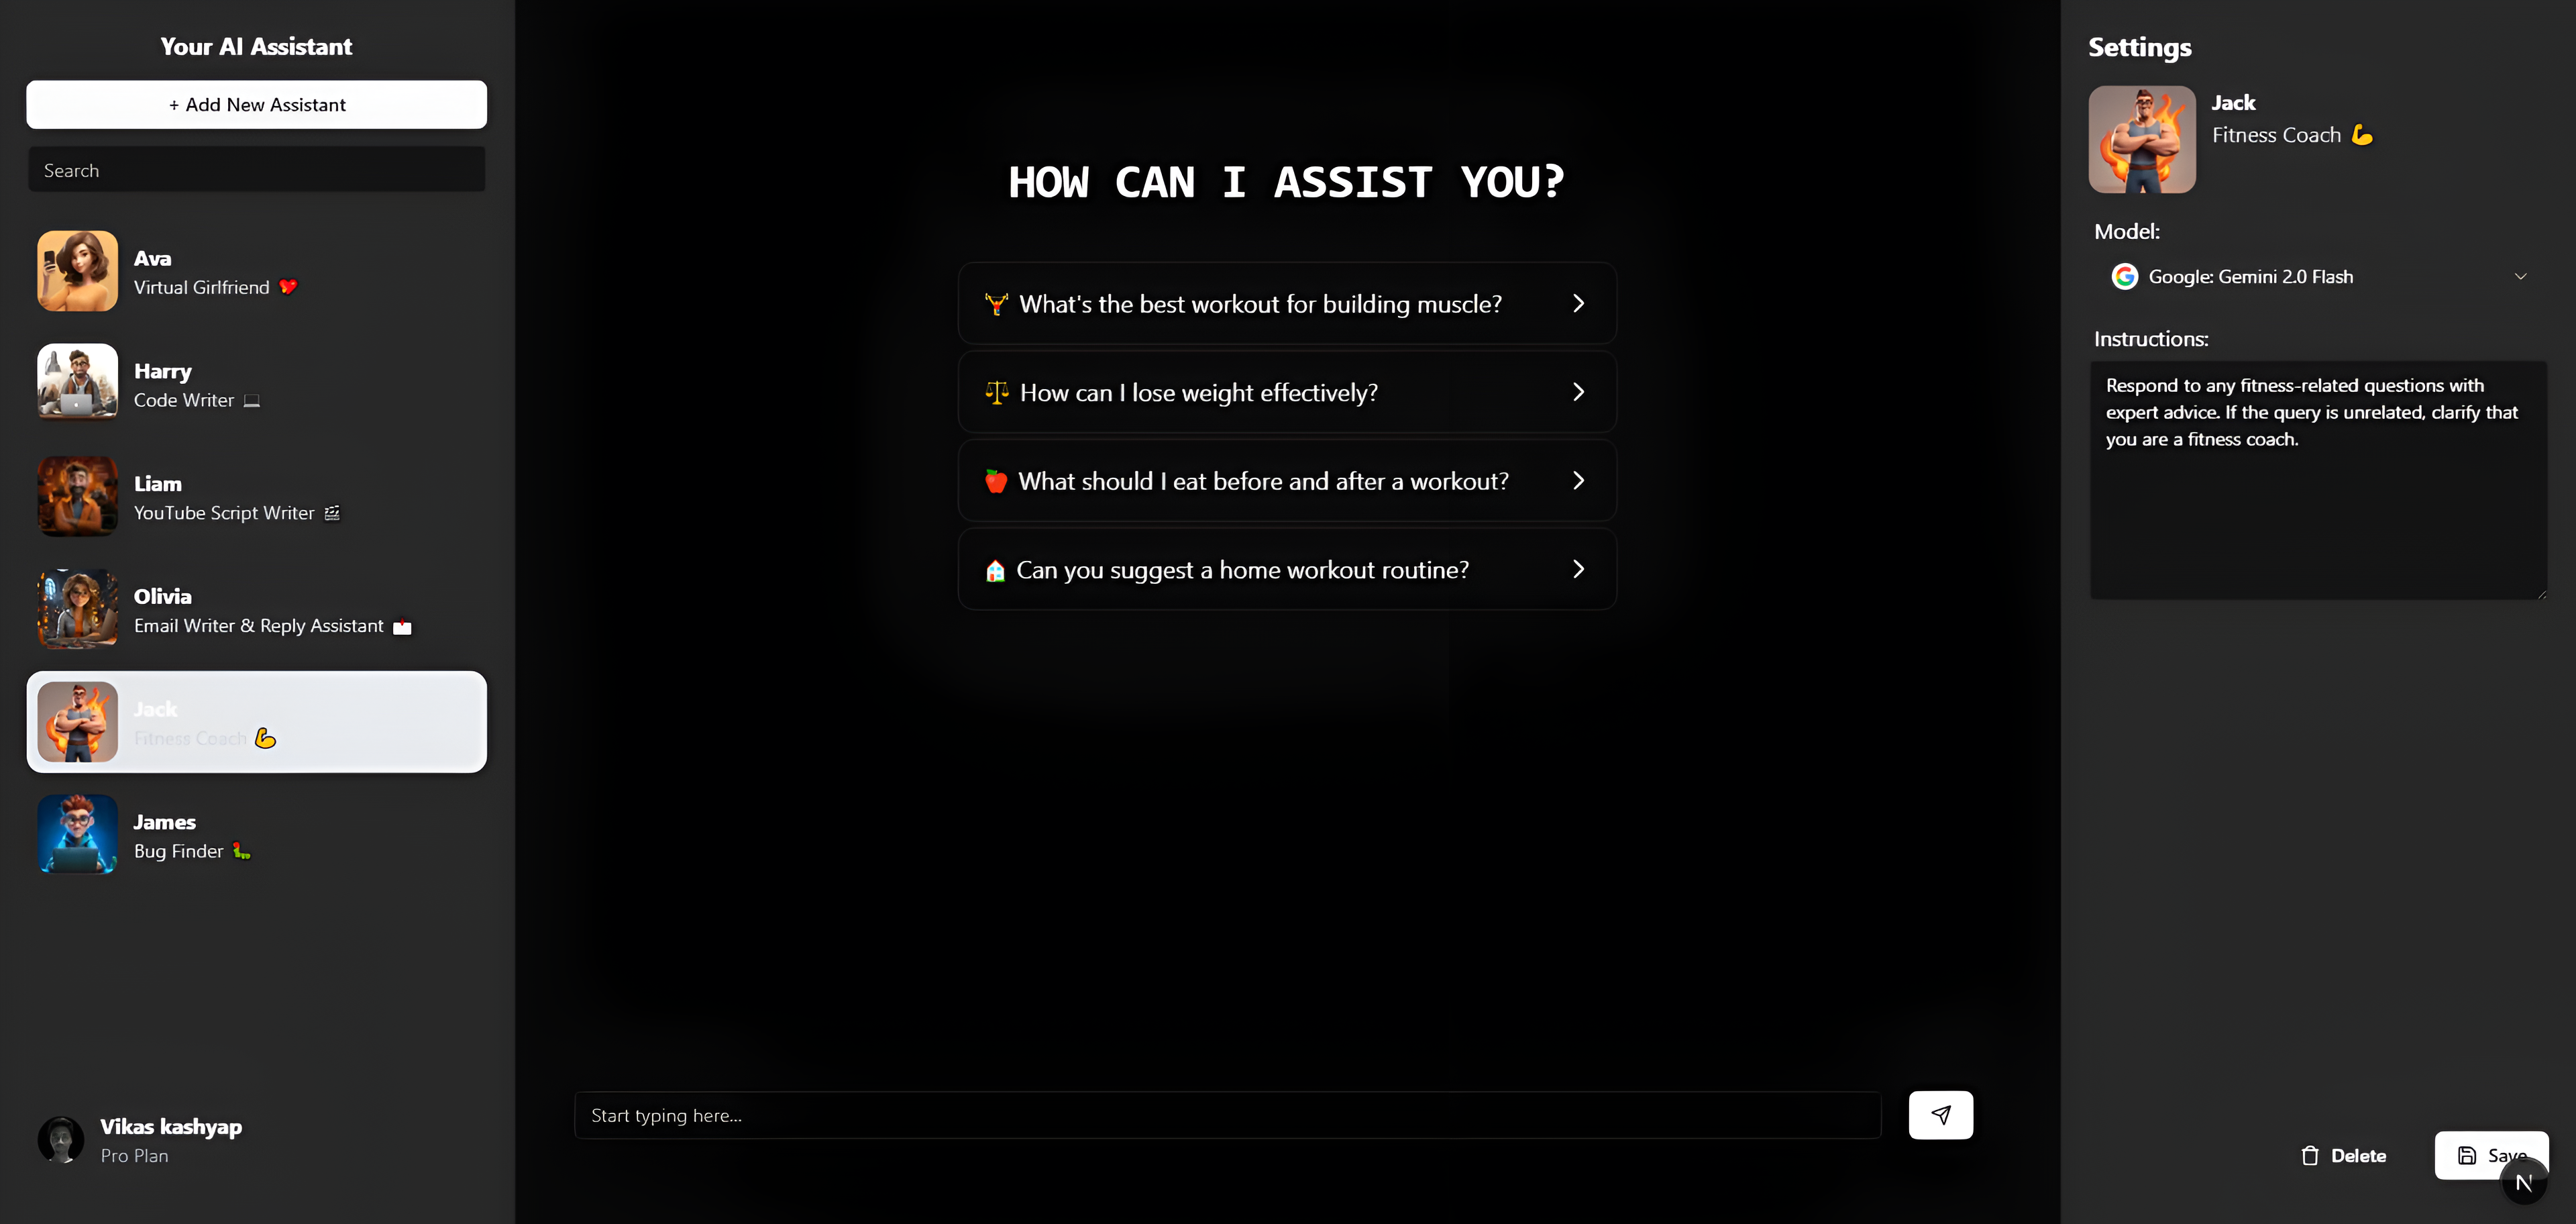 Your AI Assistant
+ Add New Assistant
Search
Ava
Virtual Girlfriend 💖
Harry
Code Writer 💻
Liam
YouTube Script Writer 🎬
Olivia
Email Writer & Reply Assistant 📩
Jack
Fitness Coach 💪
James
Bug Finder 🐛
Vikas kashyap
Pro Plan
HOW CAN I ASSIST YOU?
🏋️ What's the best workout for building muscle?
⚖️ How can I lose weight effectively?
🍎 What should I eat before and after a workout?
🏠 Can you suggest a home workout routine?
Start typing here...
Settings
Jack
Fitness Coach 💪
Model:
G Google: Gemini 2.0 Flash
Instructions:
Respond to any fitness-related questions with
expert advice. If the query is unrelated, clarify that
you are a fitness coach.
Delete
Save
N